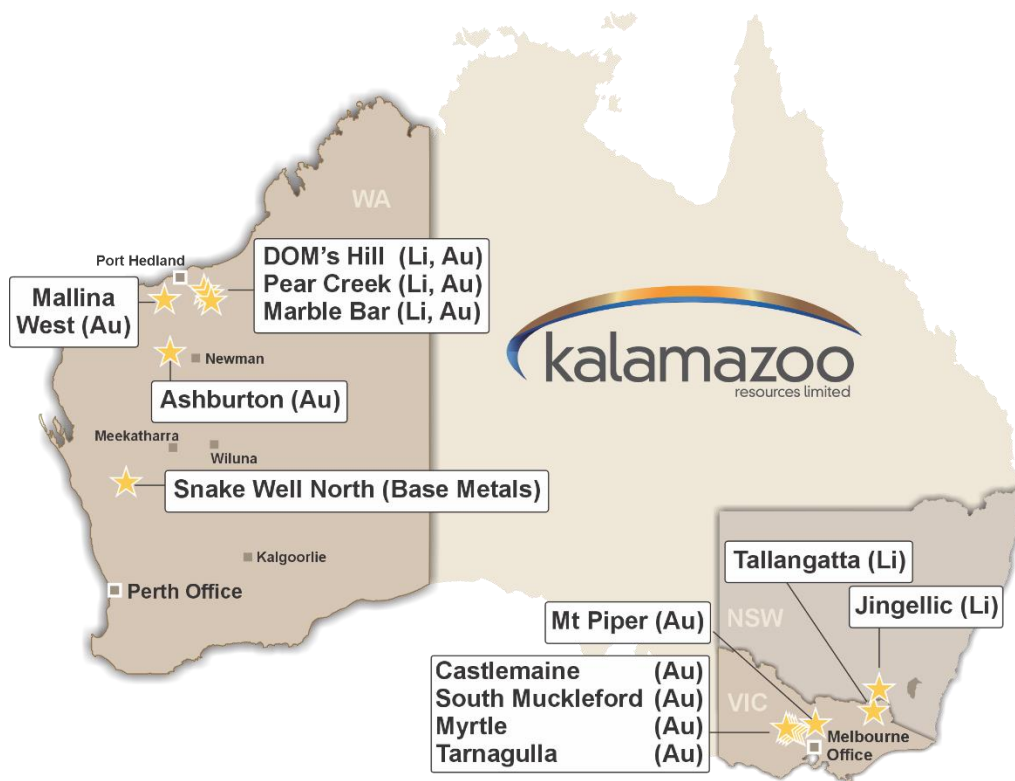 WA
Port Hedland
DOM's Hill (Li, Au)
Pear Creek (Li, Au)
Marble Bar (Li, Au)
Mallina
West (Au)
Newman
Ashburton (Au)
Meekatharra
Wiluna
Snake Well North (Base Metals)
Kalgoorlie
Perth Office
kalamazoo
resources limited
Tallangatta (Li)
Jingellic (Li)
NSW
Mt Piper (Au)
Castlemaine (Au)
South Muckleford (Au)
Myrtle (Au)
Tarnagulla (Au)
VIC
Melbourne
Office